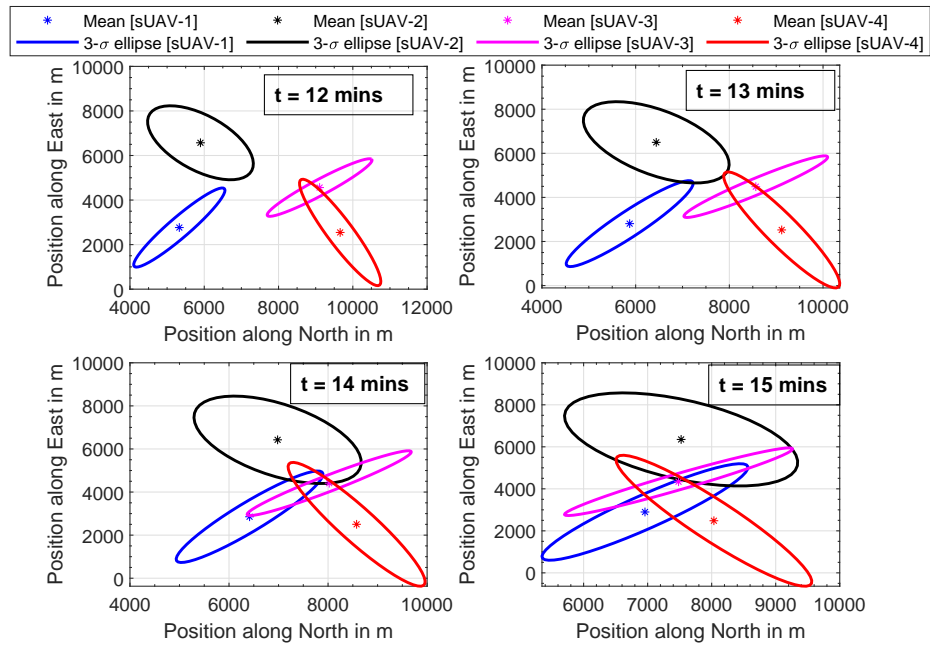 Mean [sUAV-1] Mean [sUAV-2] Mean [sUAV-3] Mean [sUAV-4]
3-σ ellipse [sUAV-1] 3-σ ellipse [sUAV-2] 3-σ ellipse [sUAV-3] 3-σ ellipse [sUAV-4]
t = 12 mins
Position along East in m
10000
8000
6000
4000
2000
0
4000 6000 8000 10000 12000
Position along North in m
t = 13 mins
Position along East in m
10000
8000
6000
4000
2000
0
4000 5000 6000 7000 8000 9000 10000
Position along North in m
t = 14 mins
Position along East in m
10000
8000
6000
4000
2000
0
4000 6000 8000 10000
Position along North in m
t = 15 mins
Position along East in m
10000
8000
6000
4000
2000
0
6000 7000 8000 9000 10000
Position along North in m